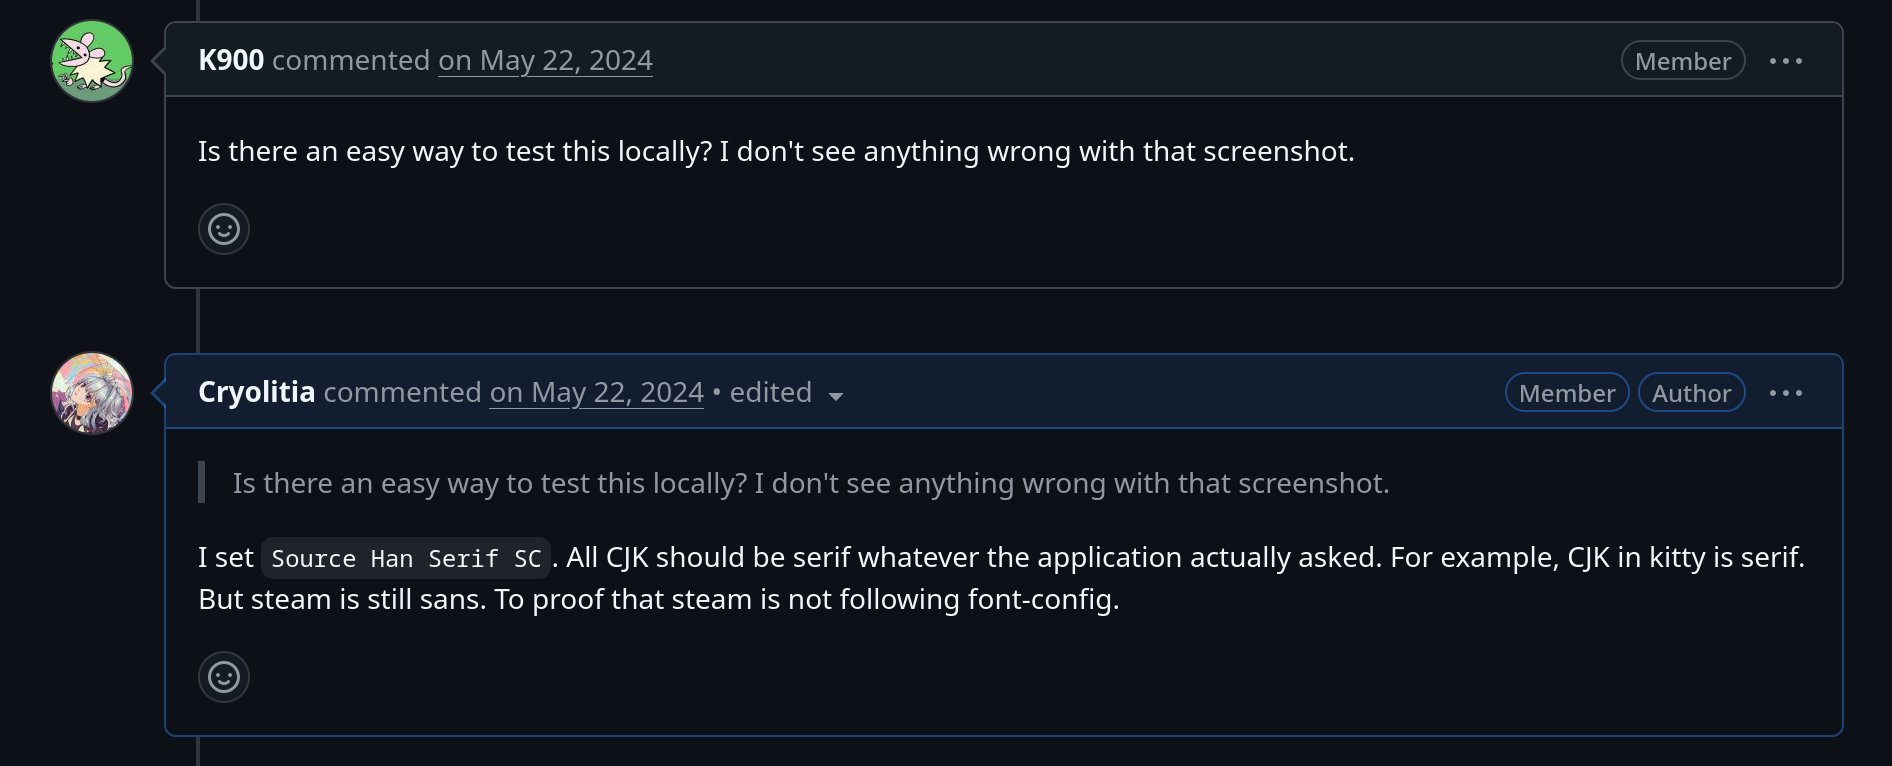 K900 commented on May 22, 2024
Member
Is there an easy way to test this locally? I don't see anything wrong with that screenshot.
Cryolitia commented on May 22, 2024 • edited
Member
Author
Is there an easy way to test this locally? I don't see anything wrong with that screenshot.
I set Source Han Serif SC. All CJK should be serif whatever the application actually asked. For example, CJK in kitty is serif.
But steam is still sans. To proof that steam is not following font-config.